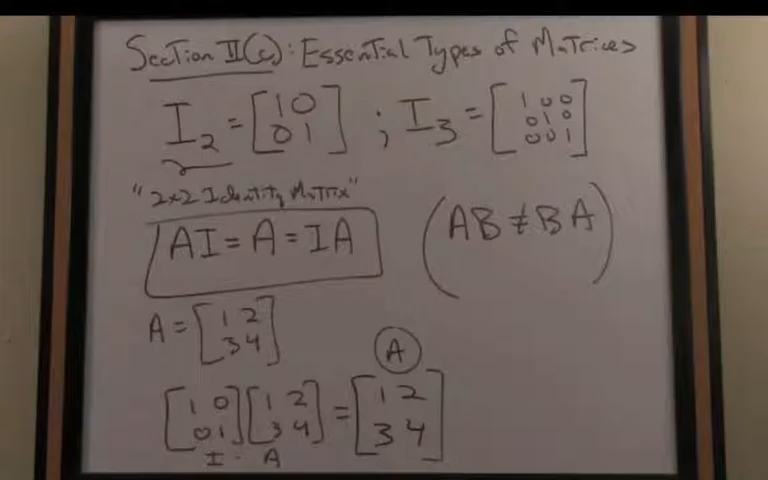 Section II(c): Essential Types of Matrices
I₂ = [1 0; 0 1] ; I₃ = [1 0 0; 0 1 0; 0 0 1]
"2x2 Identity Matrix"
AI = A = IA
(AB ≠ BA)
A = [1 2; 3 4]
A
[1 0; 0 1] [1 2; 3 4] = [1 2; 3 4]
I · A